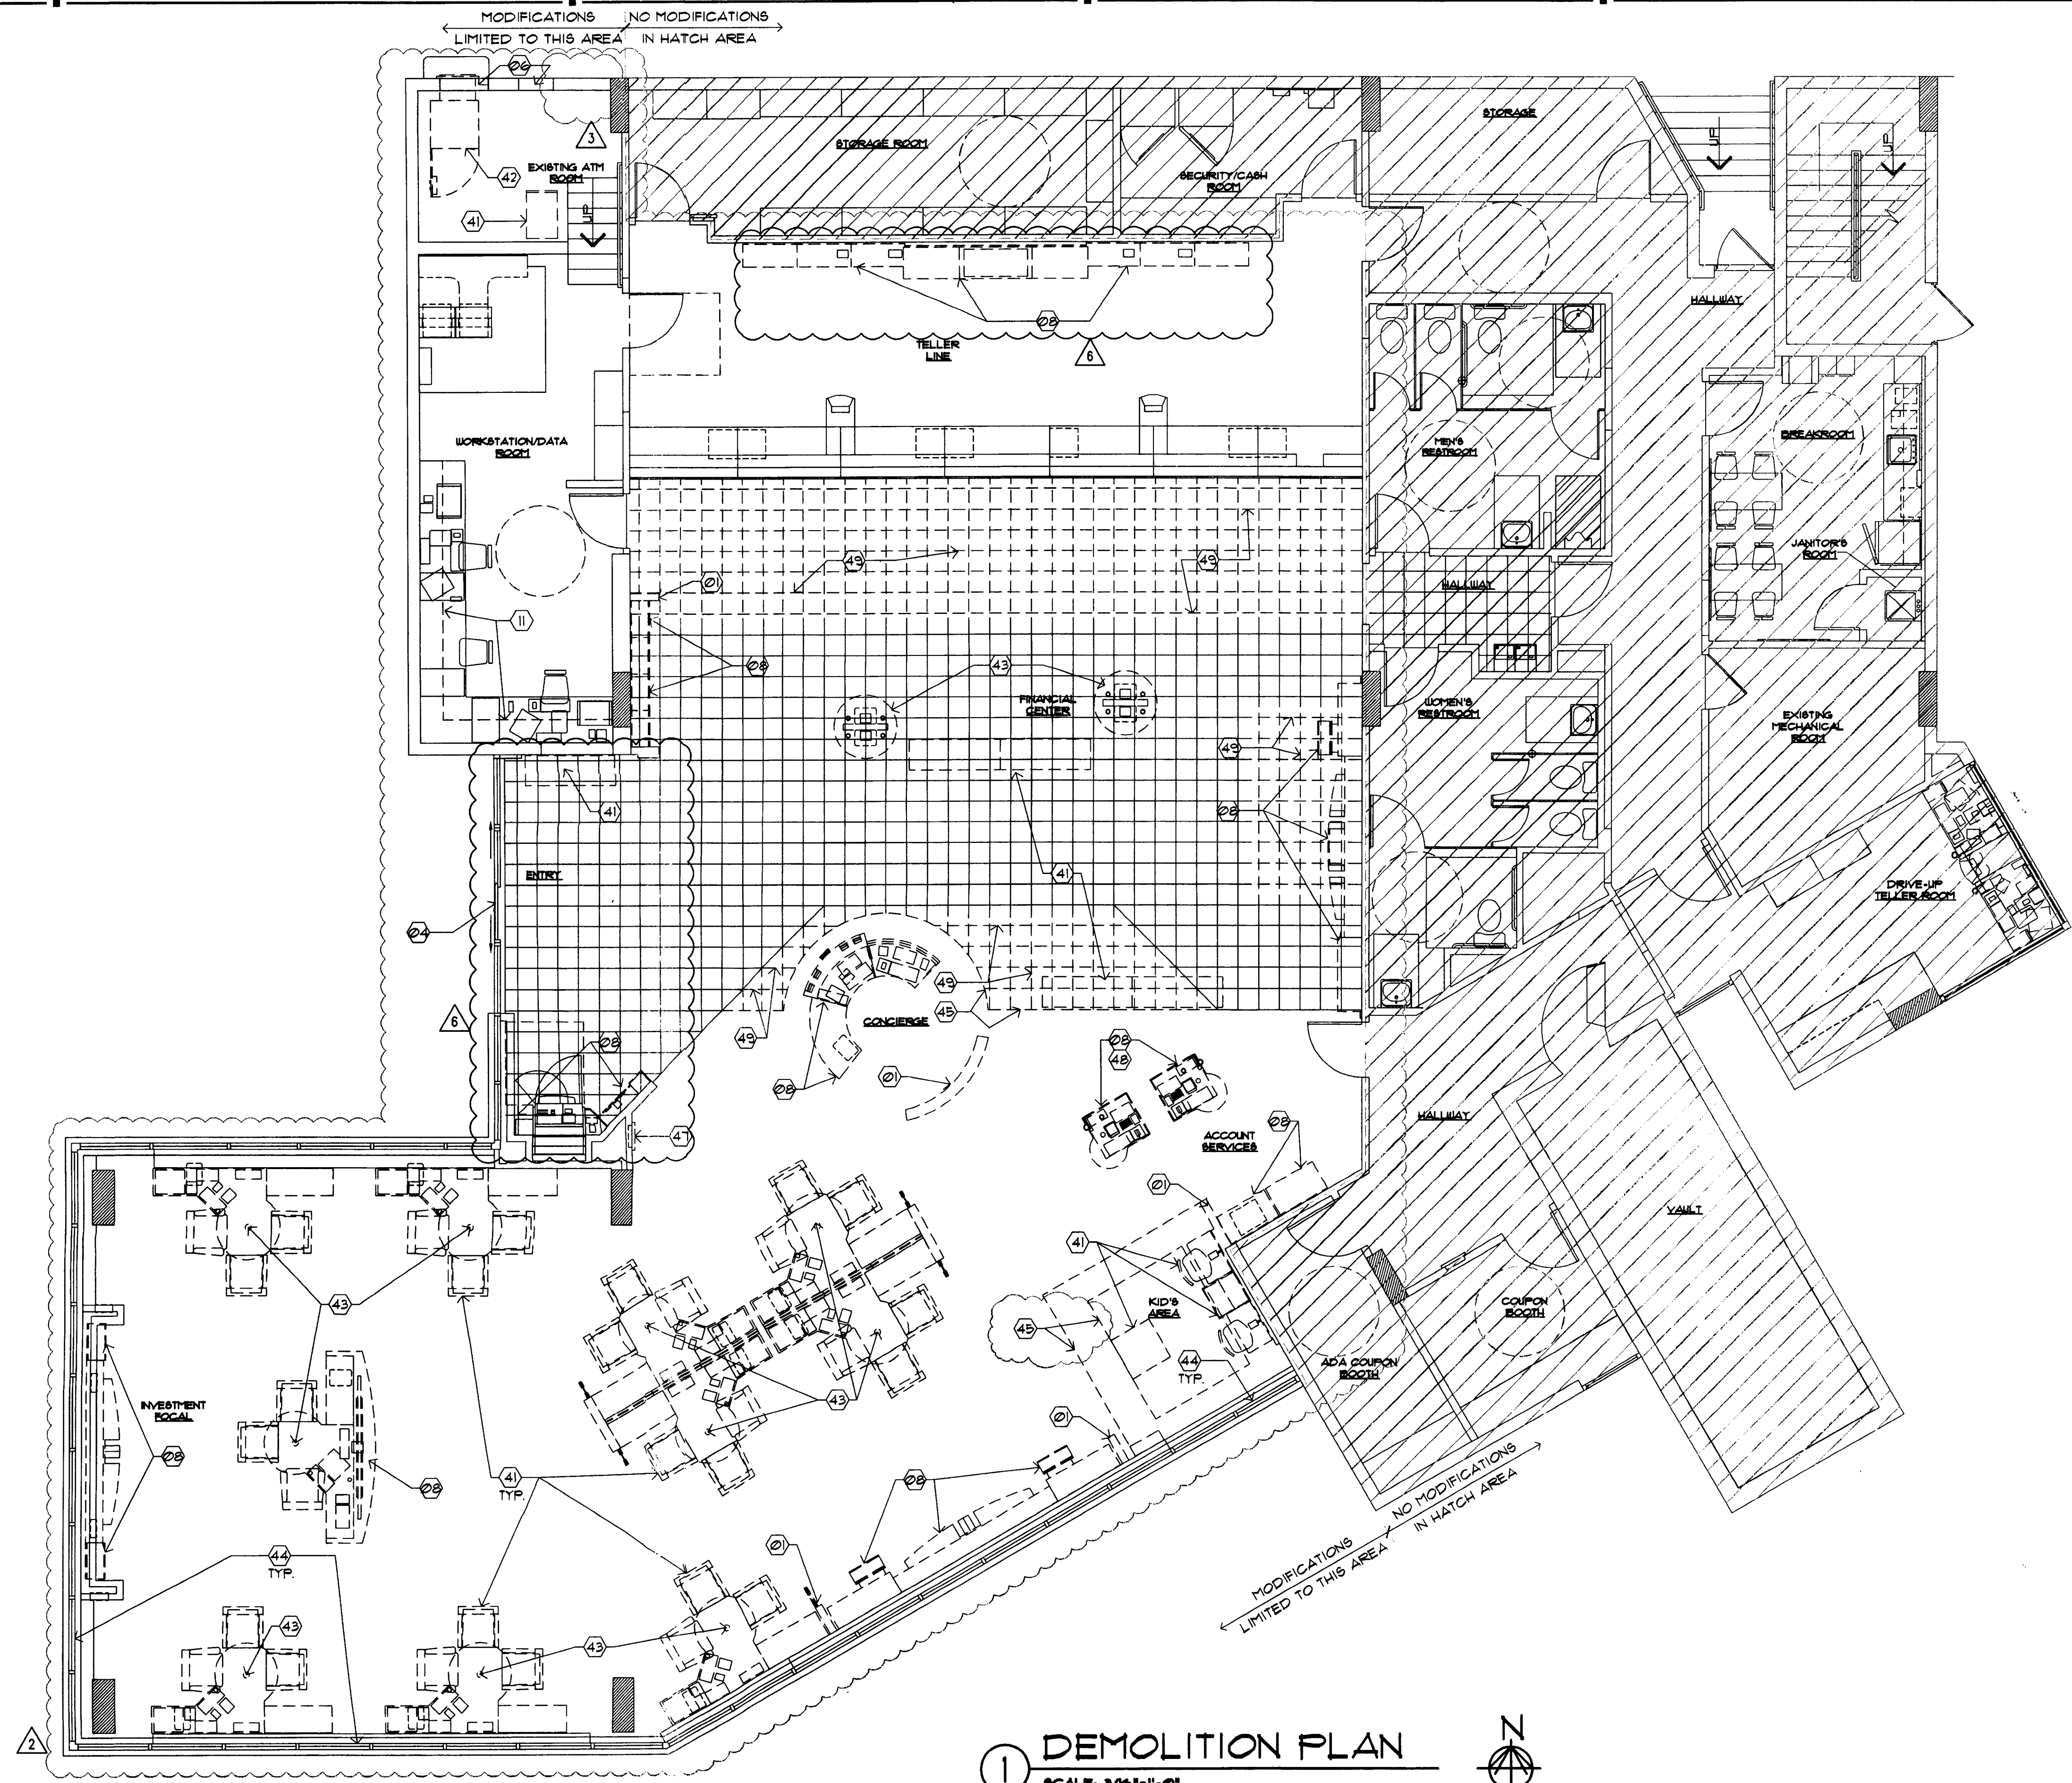 MODIFICATIONS NO MODIFICATIONS
LIMITED TO THIS AREA IN HATCH AREA
06
3
STORAGE ROOM
STORAGE
UP
UP
EXISTING ATM
ROOM
42
SECURITY/CASH
ROOM
41
UP
HALLWAY
08
TELLER
LINE
6
WORKSTATION/DATA
ROOM
MEN'S
RESTROOM
BREAKROOM
JANITOR'S
ROOM
49
49
01
HALLWAY
11
08
43
FINANCIAL
CENTER
WOMEN'S
RESTROOM
EXISTING
MECHANICAL
ROOM
49
41
08
ENTRY
41
DRIVE-UP
TELLER ROOM
04
49
45
6
CONCIERGE
49
08
08
01
08
48
HALLWAY
47
ACCOUNT
SERVICES
08
01
VAULT
41
43
KID'S
AREA
COUPON
BOOTH
45
44
TYP.
ADA COUPON
BOOTH
INVESTMENT
FOCAL
43
01
08
08
41
TYP.
08
NO MODIFICATIONS
IN HATCH AREA
MODIFICATIONS
LIMITED TO THIS AREA
01
44
TYP.
43
43
2
1
DEMOLITION PLAN
N
SCALE: 3/16"=1'-0"